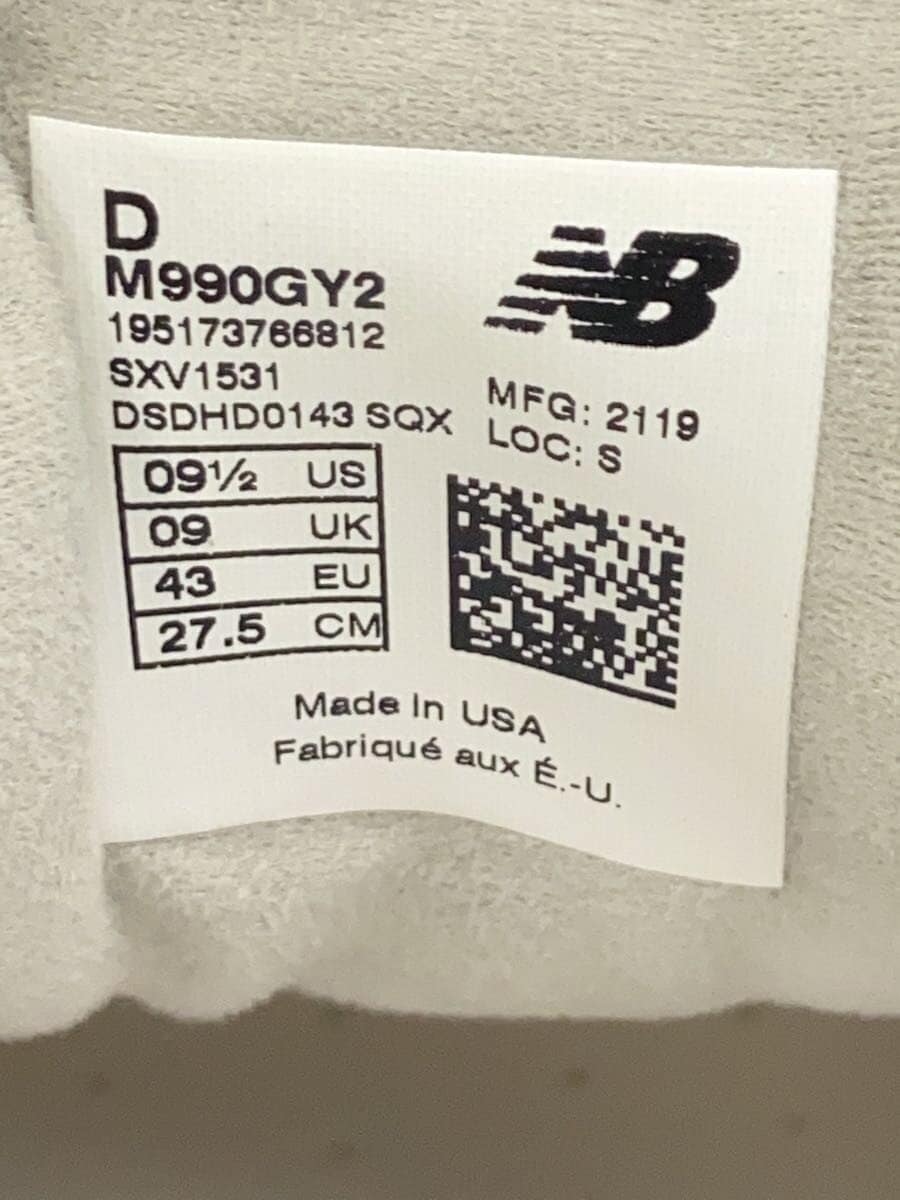 D
M990GY2
195173766812
SXV1531
DSDHD0143 SQX
NB
MFG: 2119
LOC: S
09½ US
09 UK
43 EU
27.5 CM
Made In USA
Fabriqué aux É.-U.